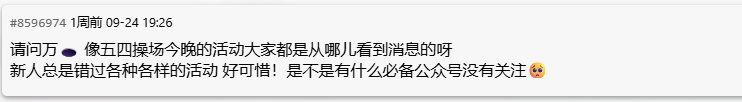 #8596974 1周前 09-24 19:26
请问万🕳️ 像五四操场今晚的活动大家都是从哪儿看到消息的呀
新人总是错过各种各样的活动 好可惜！是不是有什么必备公众号没有关注🥺